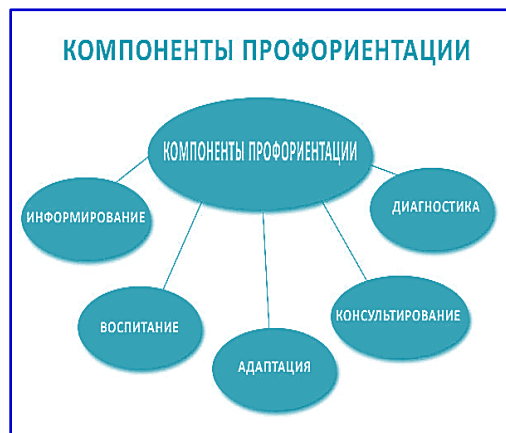 КОМПОНЕНТЫ ПРОФОРИЕНТАЦИИ
КОМПОНЕНТЫ ПРОФОРИЕНТАЦИИ
ИНФОРМИРОВАНИЕ
ДИАГНОСТИКА
ВОСПИТАНИЕ
КОНСУЛЬТИРОВАНИЕ
АДАПТАЦИЯ